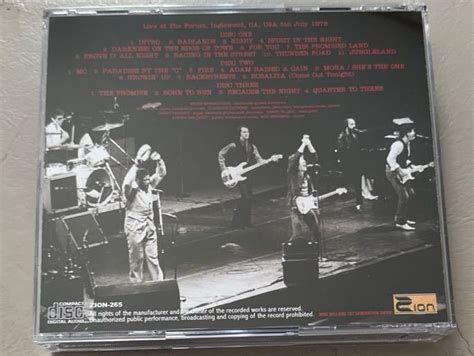 Live at The Forum, Inglewood, CA, USA 5th July 1978
DISC ONE
1 INTRO 2 BADLANDS 3 NIGHT 4 SPIRIT IN THE NIGHT
5 DARKNESS ON THE EDGE OF TOWN 6 FOR YOU 7 THE PROMISED LAND
8 PROVE IT ALL NIGHT 9 RACING IN THE STREET 10 THUNDER ROAD 11 JUNGLELAND
DISC TWO
1 MC 2 PARADISE BY THE "C" 3 FIRE 4 ADAM RAISED A CAIN 5 MONA / SHE'S THE ONE
6 GROWIN' UP 7 BACKSTREETS 8 ROSALITA (Come Out Tonight)
DISC THREE
1 THE PROMISE 2 BORN TO RUN 3 BECAUSE THE NIGHT 4 QUARTER TO THREE
COMPACT
disc
DIGITAL AUDIO
ZION-265
All rights of the manufacturer and the owner of the recorded works are reserved.
Unauthorized public performance, broadcasting and copying of the record prohibited.
Zion